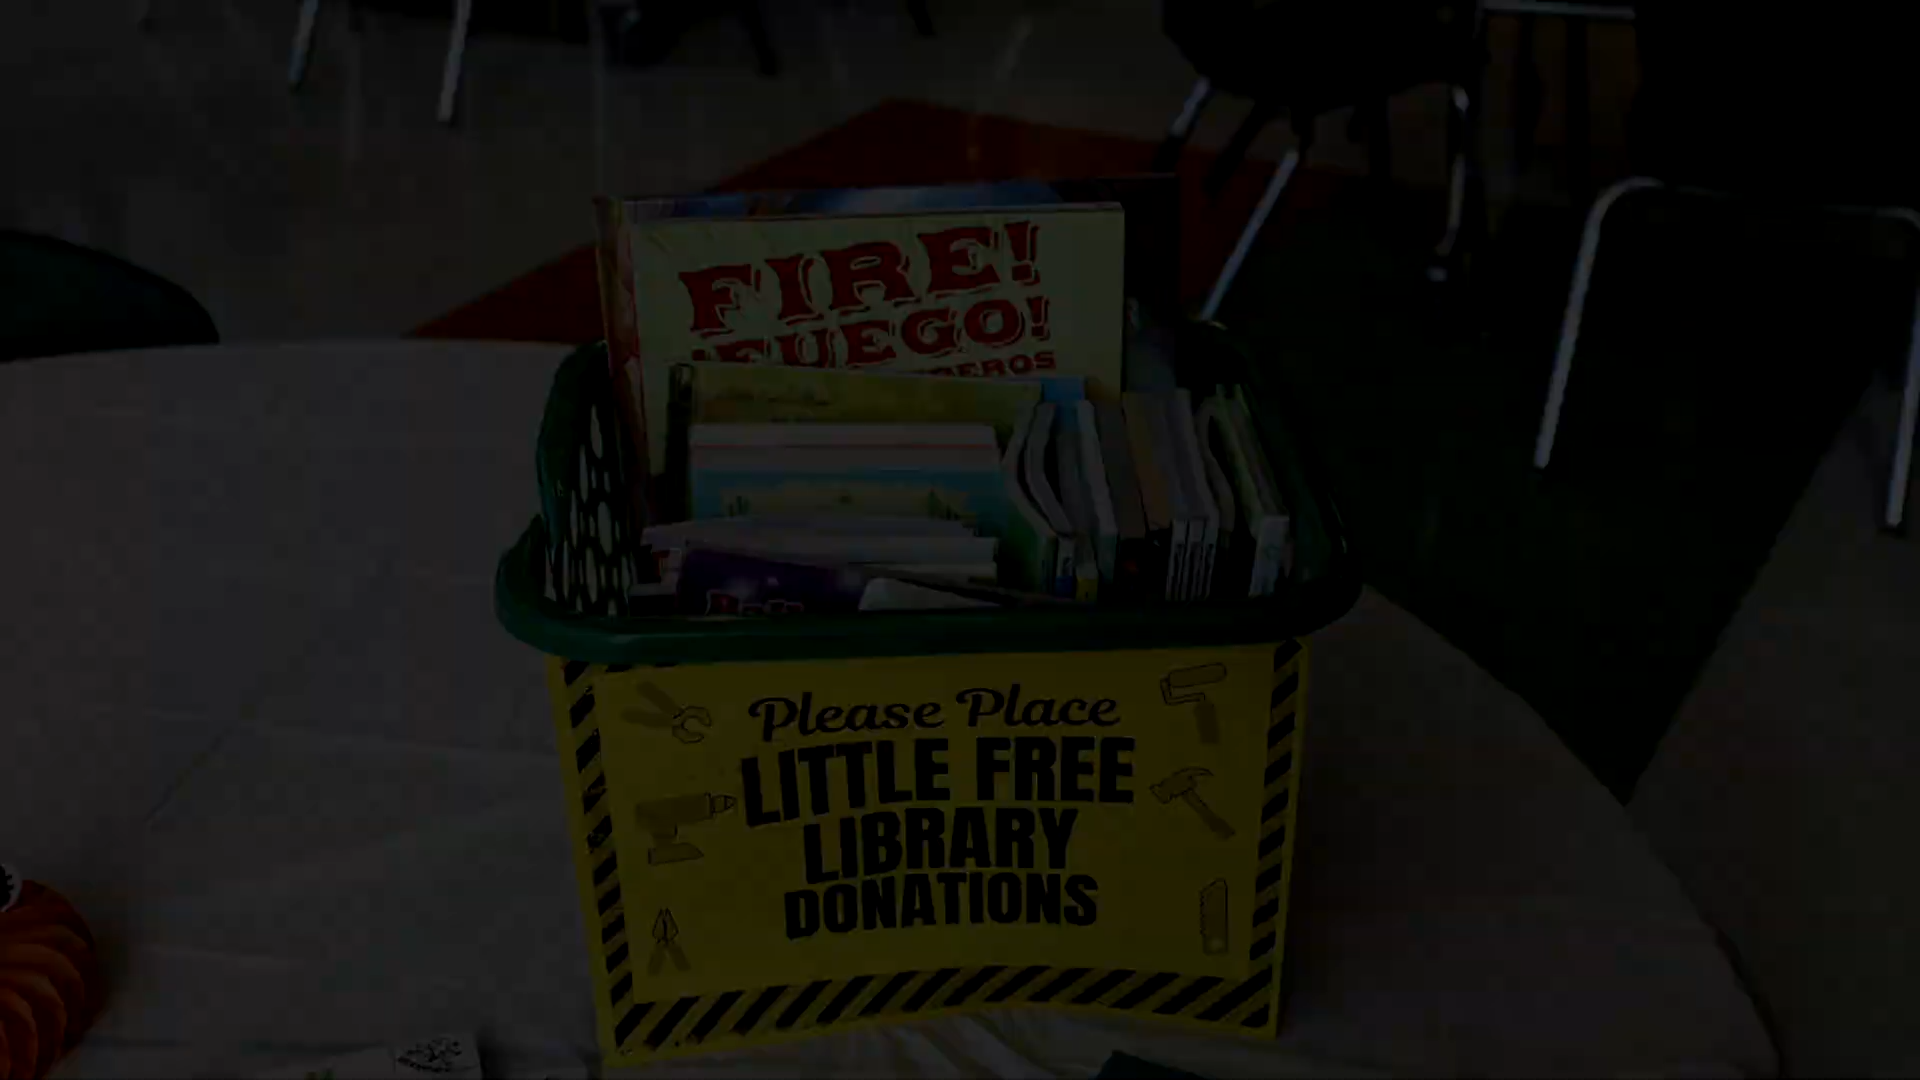 FIRE!
¡FUEGO!
Please Place
LITTLE FREE
LIBRARY
DONATIONS